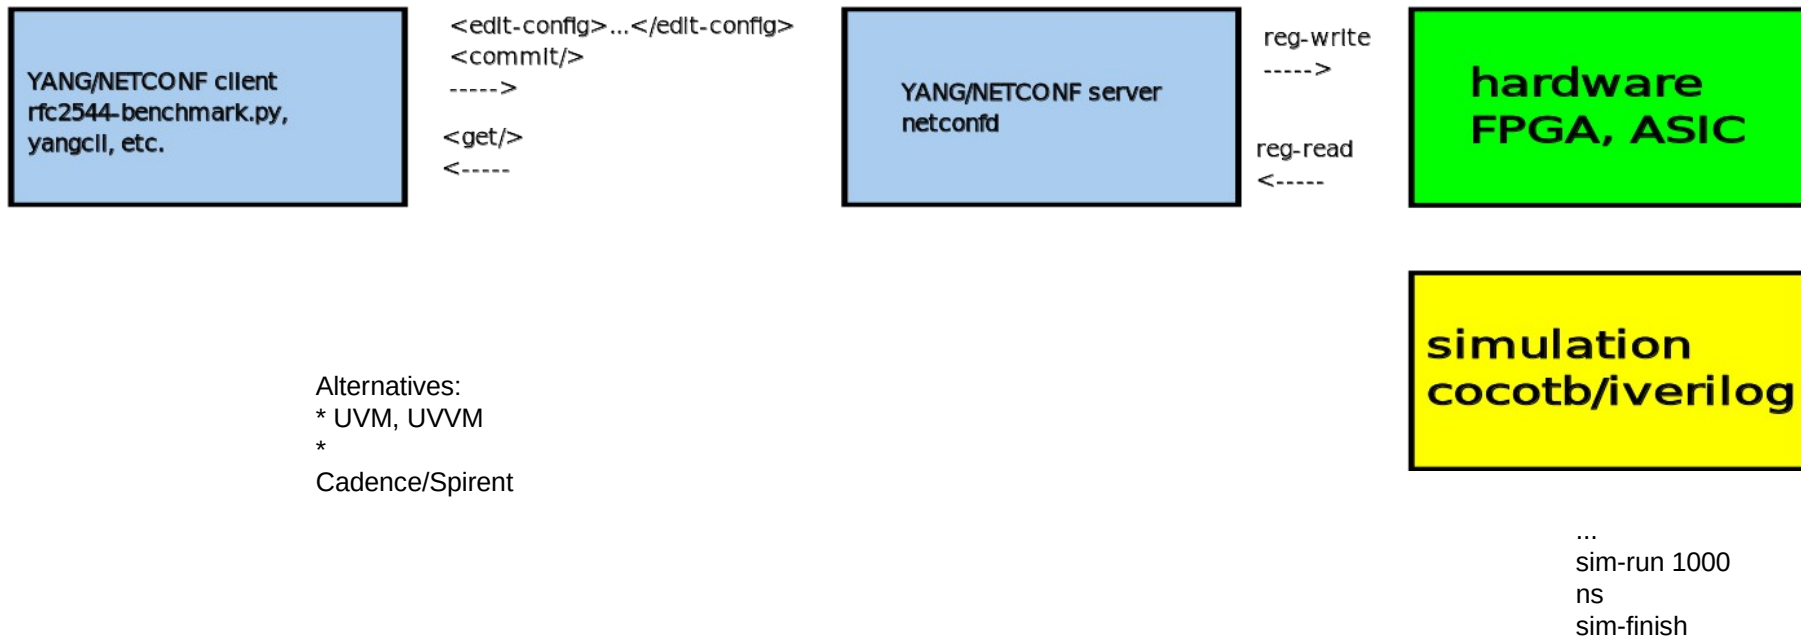 YANG/NETCONF client
rfc2544-benchmark.py,
yangcli, etc.
<edit-config>...</edit-config>
<commit/>
----->
<get/>
<-----
YANG/NETCONF server
netconfd
reg-write
----->
reg-read
<-----
hardware
FPGA, ASIC
simulation
cocotb/iverilog
Alternatives:
* UVM, UVVM
*
Cadence/Spirent
...
sim-run 1000
ns
sim-finish